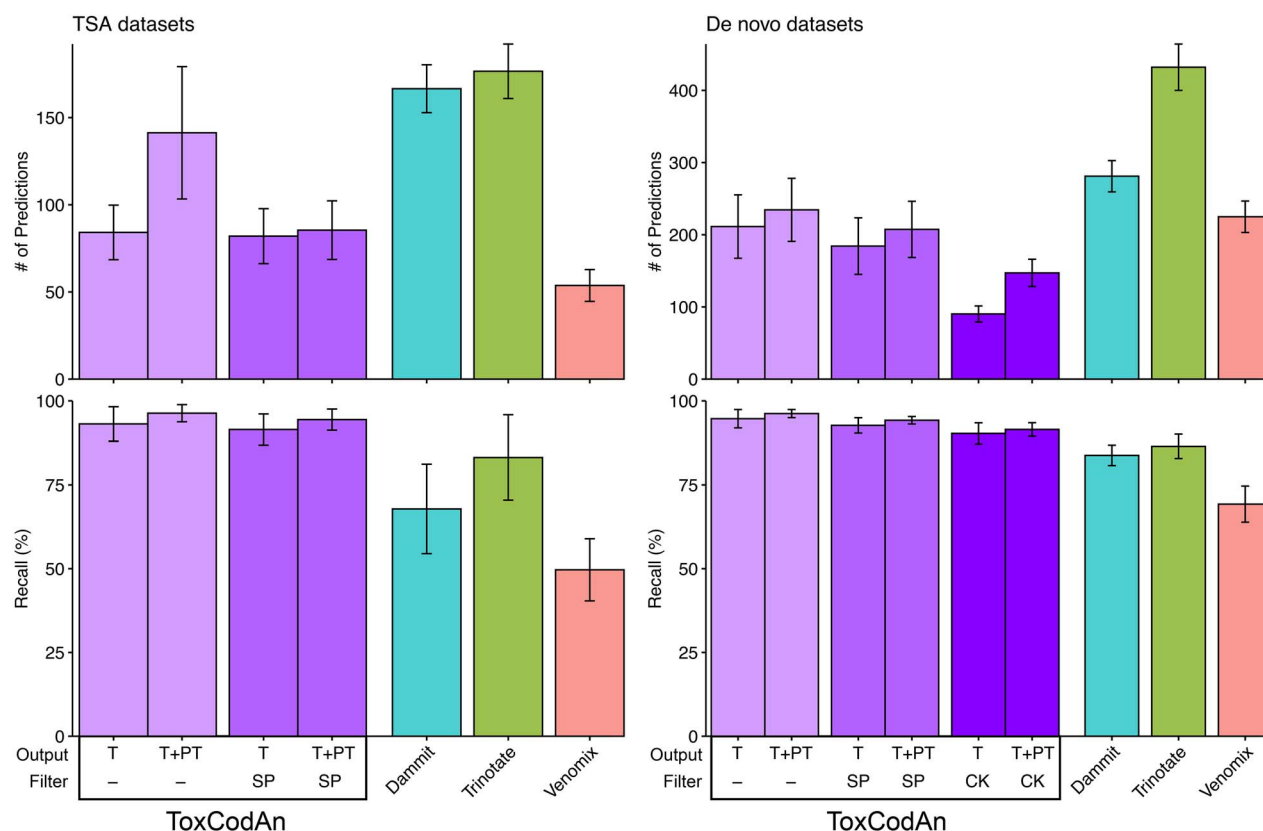 TSA datasets
De novo datasets
# of Predictions
150
100
50
0
# of Predictions
400
300
200
100
0
Recall (%)
100
75
50
25
0
Recall (%)
100
75
50
25
0
Output T T+PT T T+PT
Filter – – SP SP
ToxCodAn
Dammit
Trinotate
Venomix
Output T T+PT T T+PT T T+PT
Filter – – SP SP CK CK
ToxCodAn
Dammit
Trinotate
Venomix